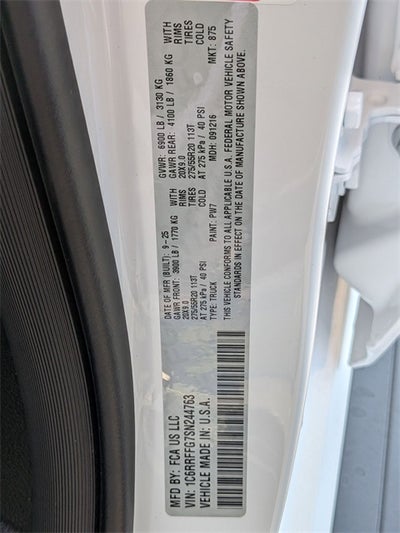 MFD BY: FCA US LLC
DATE OF MFR (BUILT): 9-25
GVWR: 6900 LB / 3130 KG
GAWR FRONT: 3900 LB / 1770 KG WITH
GAWR REAR: 4100 LB / 1860 KG WITH
20X9.0 RIMS
20X9.0 RIMS
275/55R20 113T TIRES
275/55R20 113T TIRES
AT 275 kPa / 40 PSI COLD
AT 275 kPa / 40 PSI COLD
VIN: 1C6RRFFG7SN244763
TYPE: TRUCK
PAINT: PW7
MDH: 091216
MKT: 875
VEHICLE MADE IN: U.S.A.
THIS VEHICLE CONFORMS TO ALL APPLICABLE U.S.A. FEDERAL MOTOR VEHICLE SAFETY
STANDARDS IN EFFECT ON THE DATE OF MANUFACTURE SHOWN ABOVE.